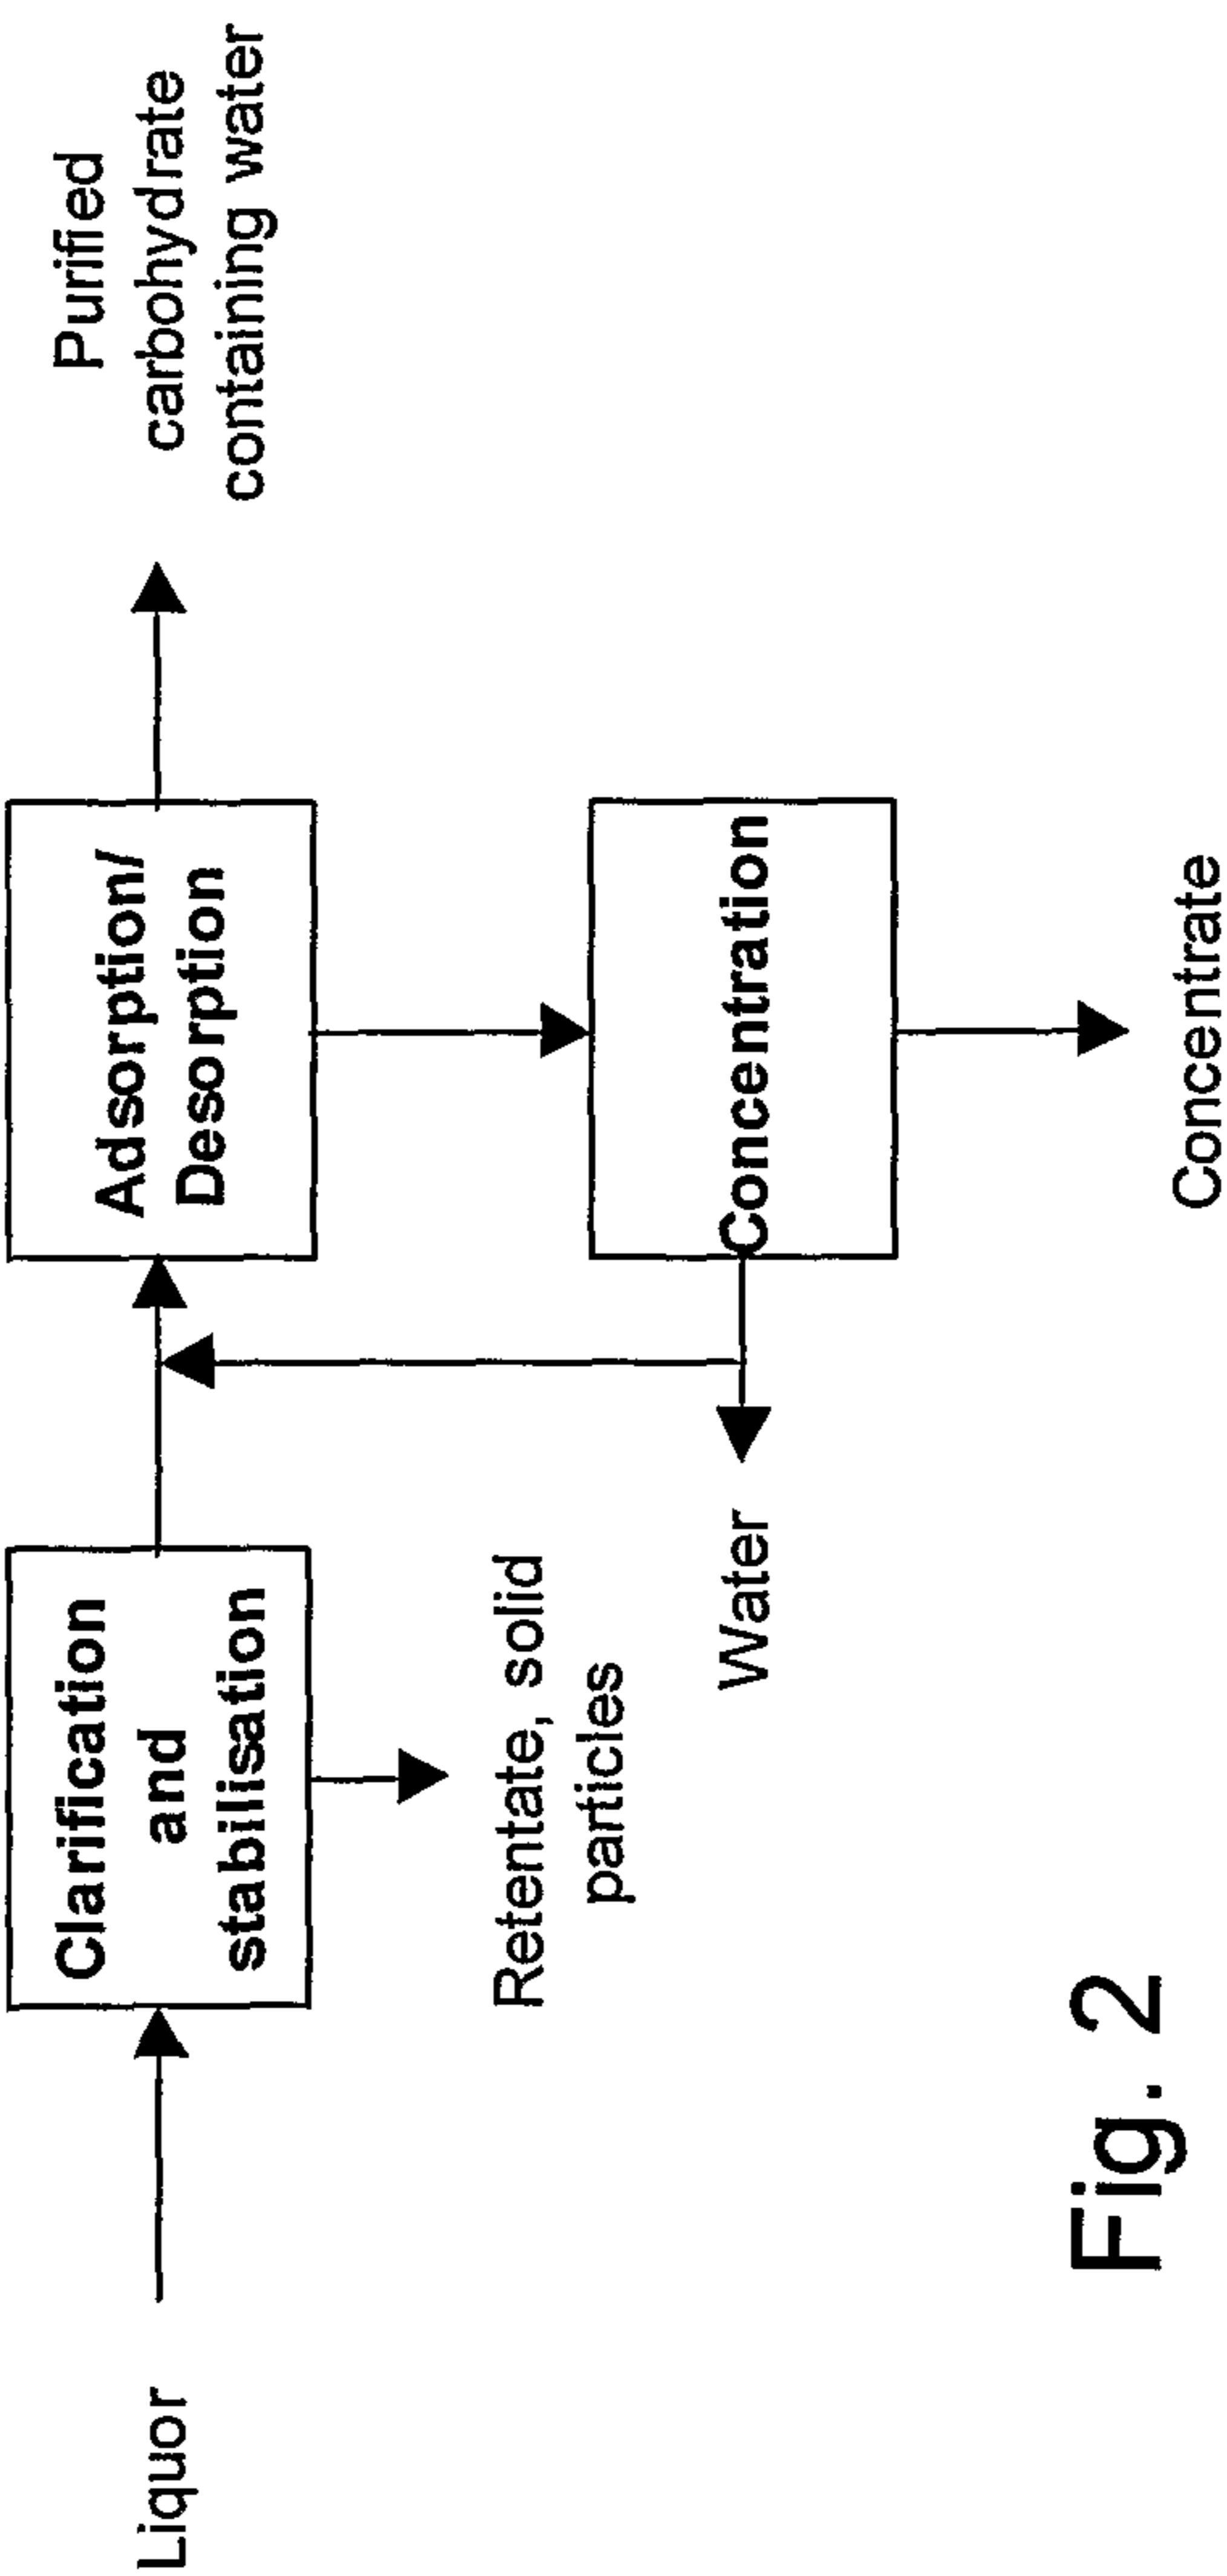 Liquor
Clarification
and
stabilisation
Retentate, solid
particles
Adsorption/
Desorption
Purified
carbohydrate
containing water
Water
Concentration
Concentrate
Fig. 2